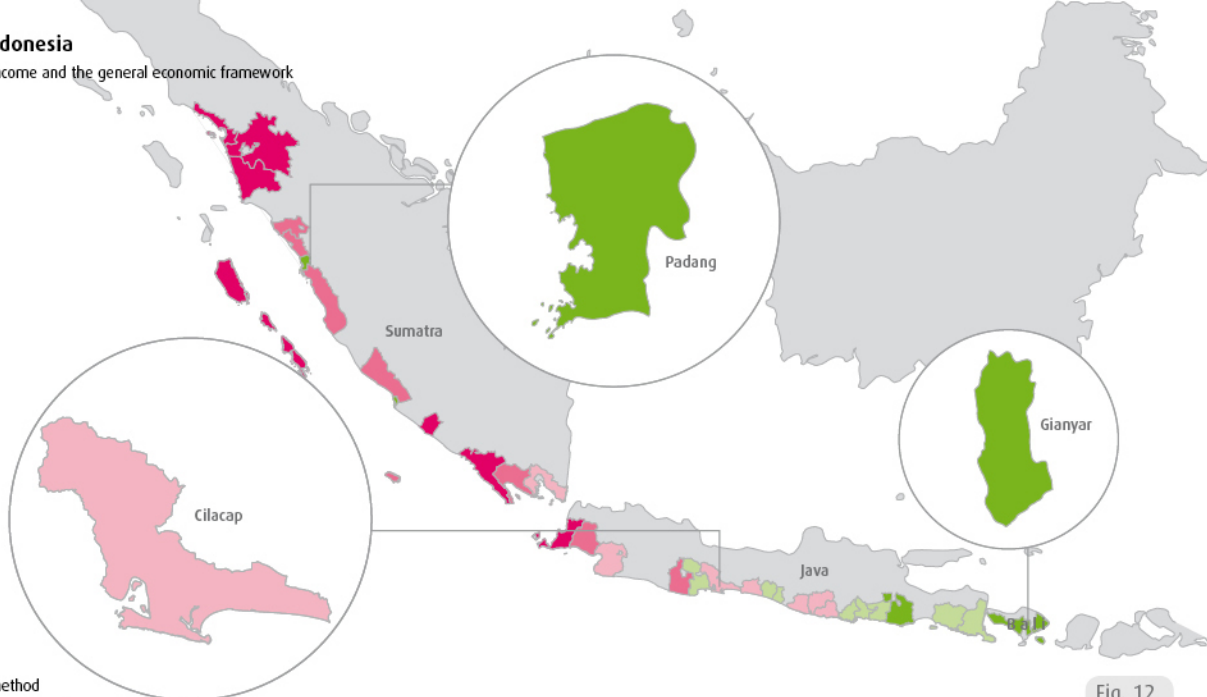 donesia
come and the general economic framework
Padang
Sumatra
Gianyar
Cilacap
Java
Bali
ethod
Fig. 12